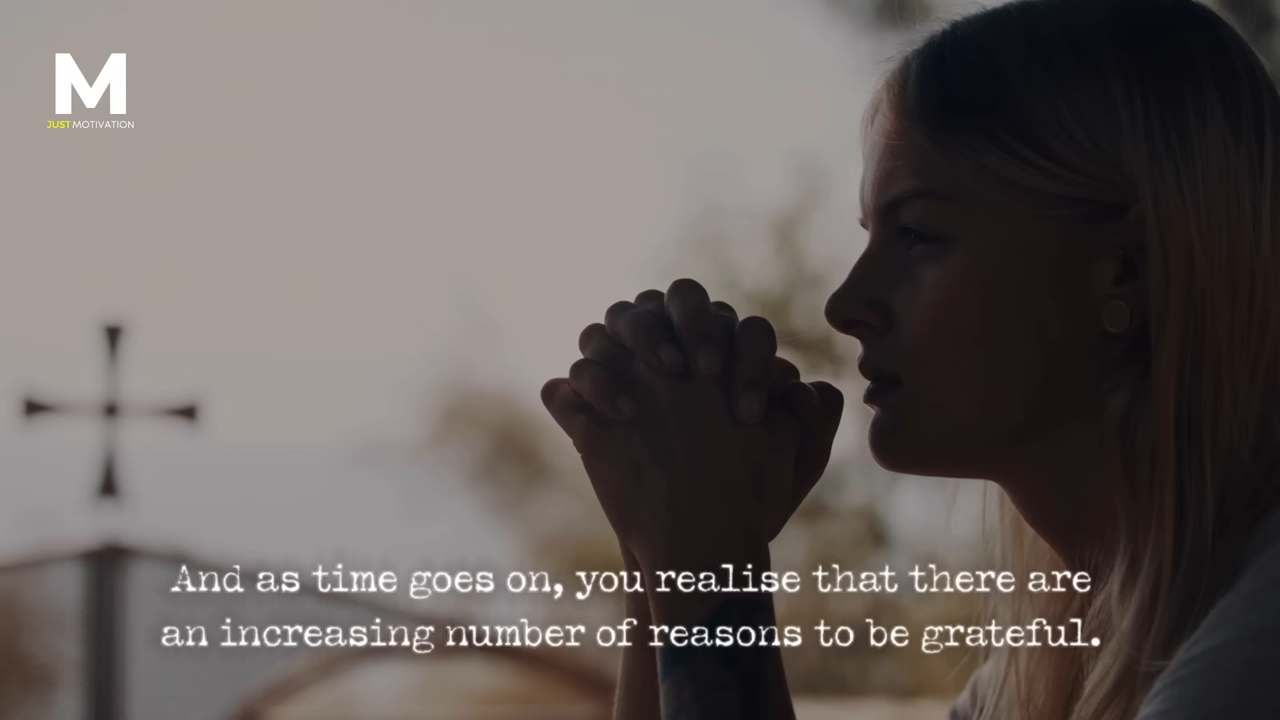 M
JUST MOTIVATION
And as time goes on, you realise that there are
an increasing number of reasons to be grateful.